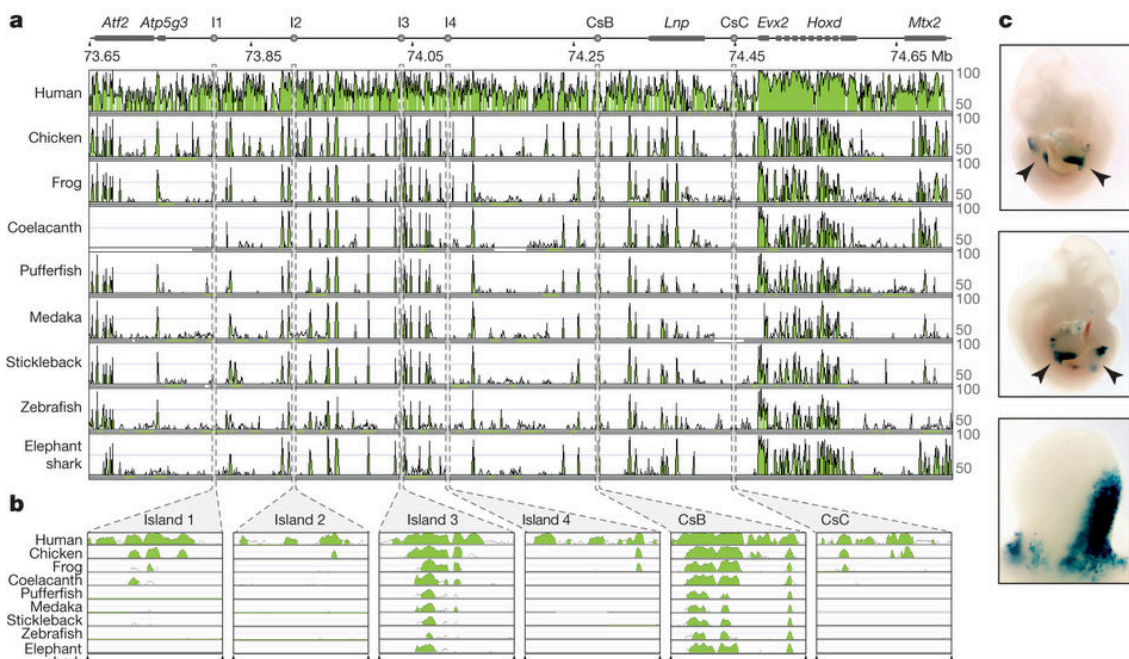 a
Atf2 Atp5g3 I1 I2 I3 I4 CsB Lnp CsC Evx2 Hoxd Mtx2
73.65 73.85 74.05 74.25 74.45 74.65 Mb
Human 100 50
Chicken 100 50
Frog 100 50
Coelacanth 100 50
Pufferfish 100 50
Medaka 100 50
Stickleback 100 50
Zebrafish 100 50
Elephant shark 100 50
b
Island 1 Island 2 Island 3 Island 4 CsB CsC
Human
Chicken
Frog
Coelacanth
Pufferfish
Medaka
Stickleback
Zebrafish
Elephant
c